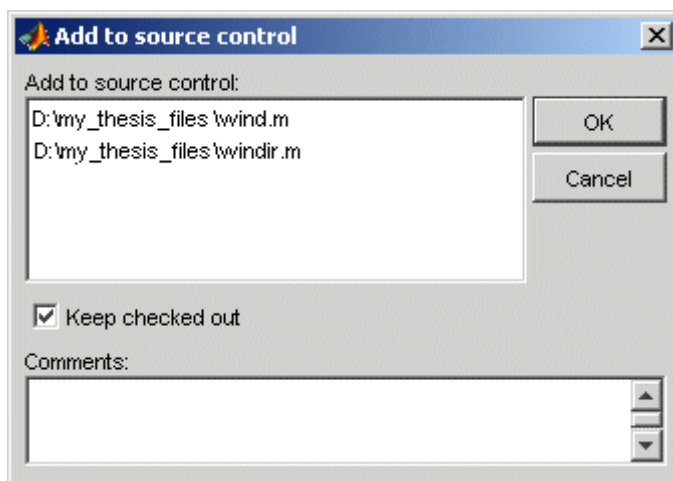 Add to source control
Add to source control:
D:\my_thesis_files\wind.m
D:\my_thesis_files\windir.m
OK
Cancel
Keep checked out
Comments: